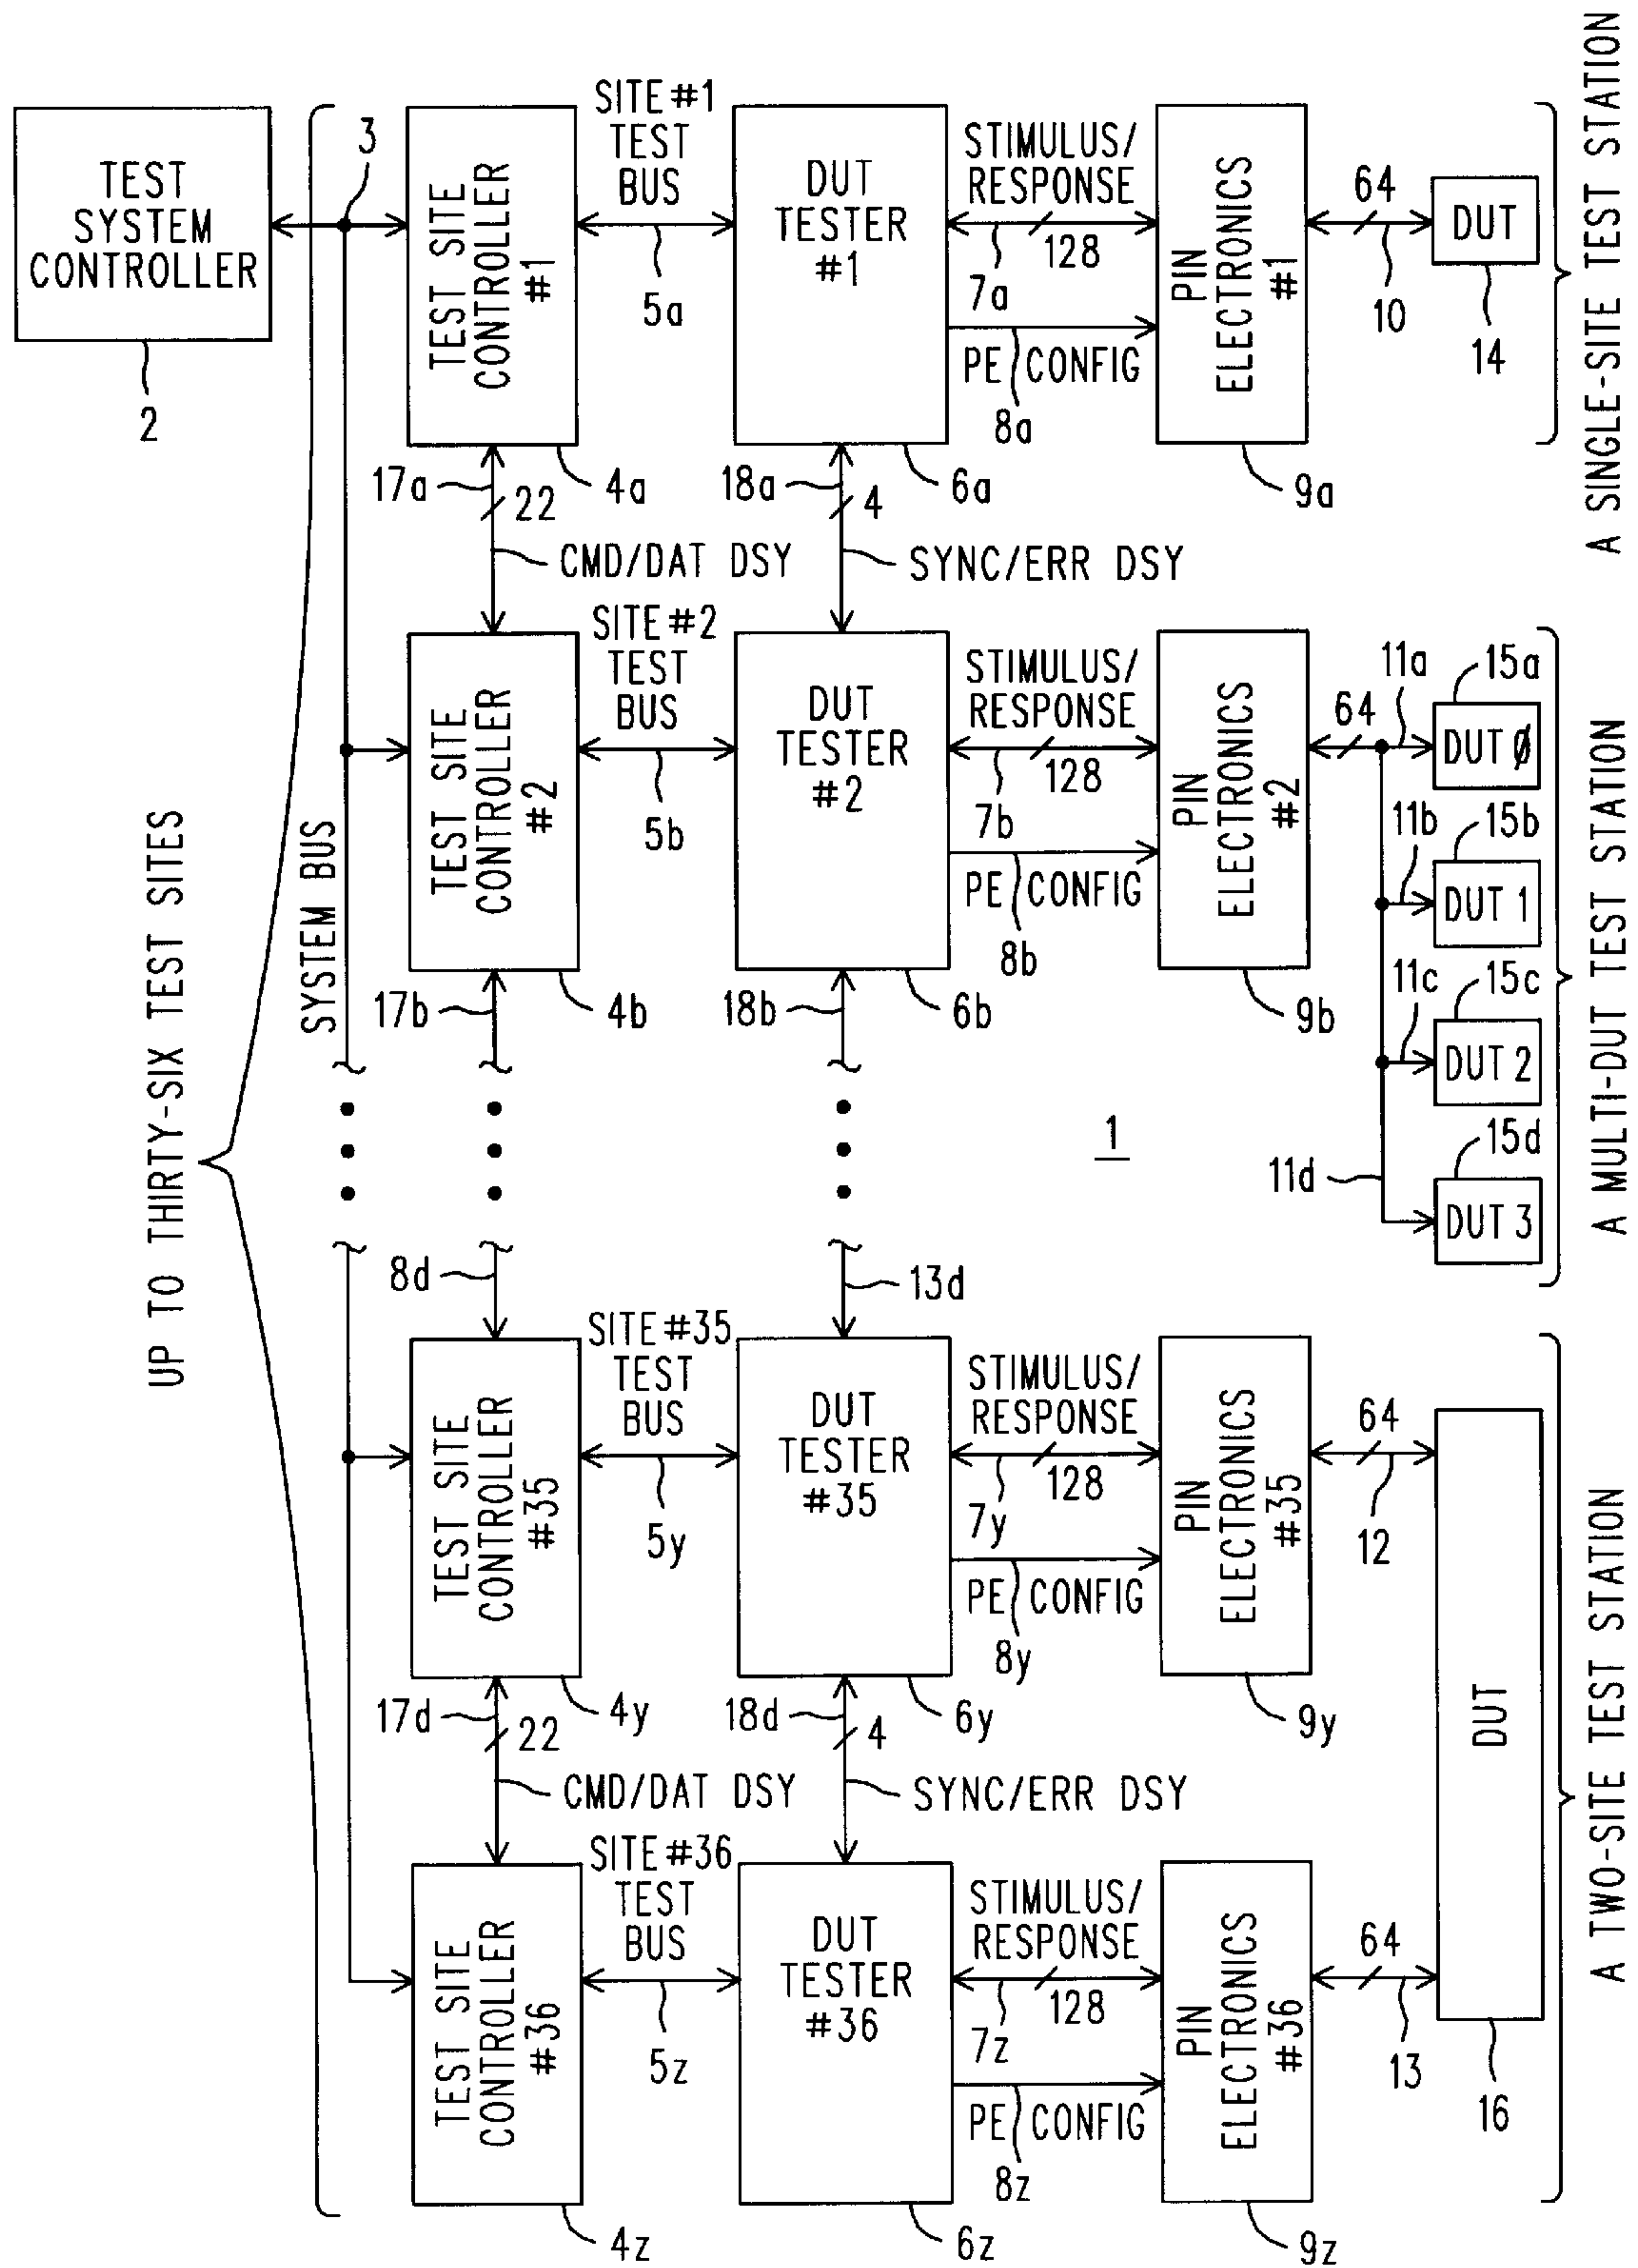 TEST
SYSTEM
CONTROLLER
2
3
UP TO THIRTY-SIX TEST SITES
SYSTEM BUS
TEST SITE
CONTROLLER
#1
SITE #1
TEST
BUS
5a
DUT
TESTER
#1
STIMULUS/
RESPONSE
128
7a
PE CONFIG
8a
PIN
ELECTRONICS
#1
64
10
DUT
14
A SINGLE-SITE TEST STATION
17a
22
4a
CMD/DAT DSY
18a
4
6a
SYNC/ERR DSY
9a
TEST SITE
CONTROLLER
#2
SITE #2
TEST
BUS
5b
DUT
TESTER
#2
STIMULUS/
RESPONSE
128
7b
PE CONFIG
8b
PIN
ELECTRONICS
#2
64
11a
15a
DUT Ø
11b
15b
DUT 1
11c
15c
DUT 2
11d
15d
DUT 3
A MULTI-DUT TEST STATION
17b
4b
18b
6b
9b
1
8d
13d
TEST SITE
CONTROLLER
#35
SITE #35
TEST
BUS
5y
DUT
TESTER
#35
STIMULUS/
RESPONSE
128
7y
PE CONFIG
8y
PIN
ELECTRONICS
#35
64
12
DUT
16
A TWO-SITE TEST STATION
17d
22
4y
CMD/DAT DSY
18d
4
6y
SYNC/ERR DSY
9y
TEST SITE
CONTROLLER
#36
SITE #36
TEST
BUS
5z
DUT
TESTER
#36
STIMULUS/
RESPONSE
128
7z
PE CONFIG
8z
PIN
ELECTRONICS
#36
64
13
4z
6z
9z